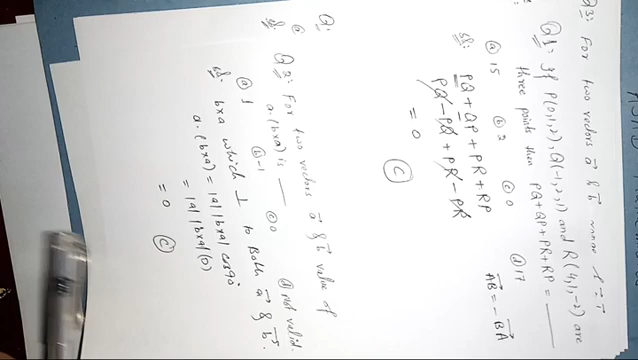 Q1: If P(0,1,2), Q(-1,2,1) and R(4,1,-2) are
three points then PQ+QP+PR+RP = ____
(a) 15 (b) 2 (c) 0 (d) 17
Sol: PQ + QP + PR + RP
AB = -BA
PQ - PQ + PR - PR
= 0
(c)
Q2: For two vectors a & b value of
a.(bxa) is ____
(a) 1 (b) -1 (c) 0 (d) not valid.
Sol: bxa which ⊥ to Both a & b.
a.(bxa) = |a| |bxa| cos90
= |a| |bxa| (0)
= 0 (c)
Q3: For two vectors a & b